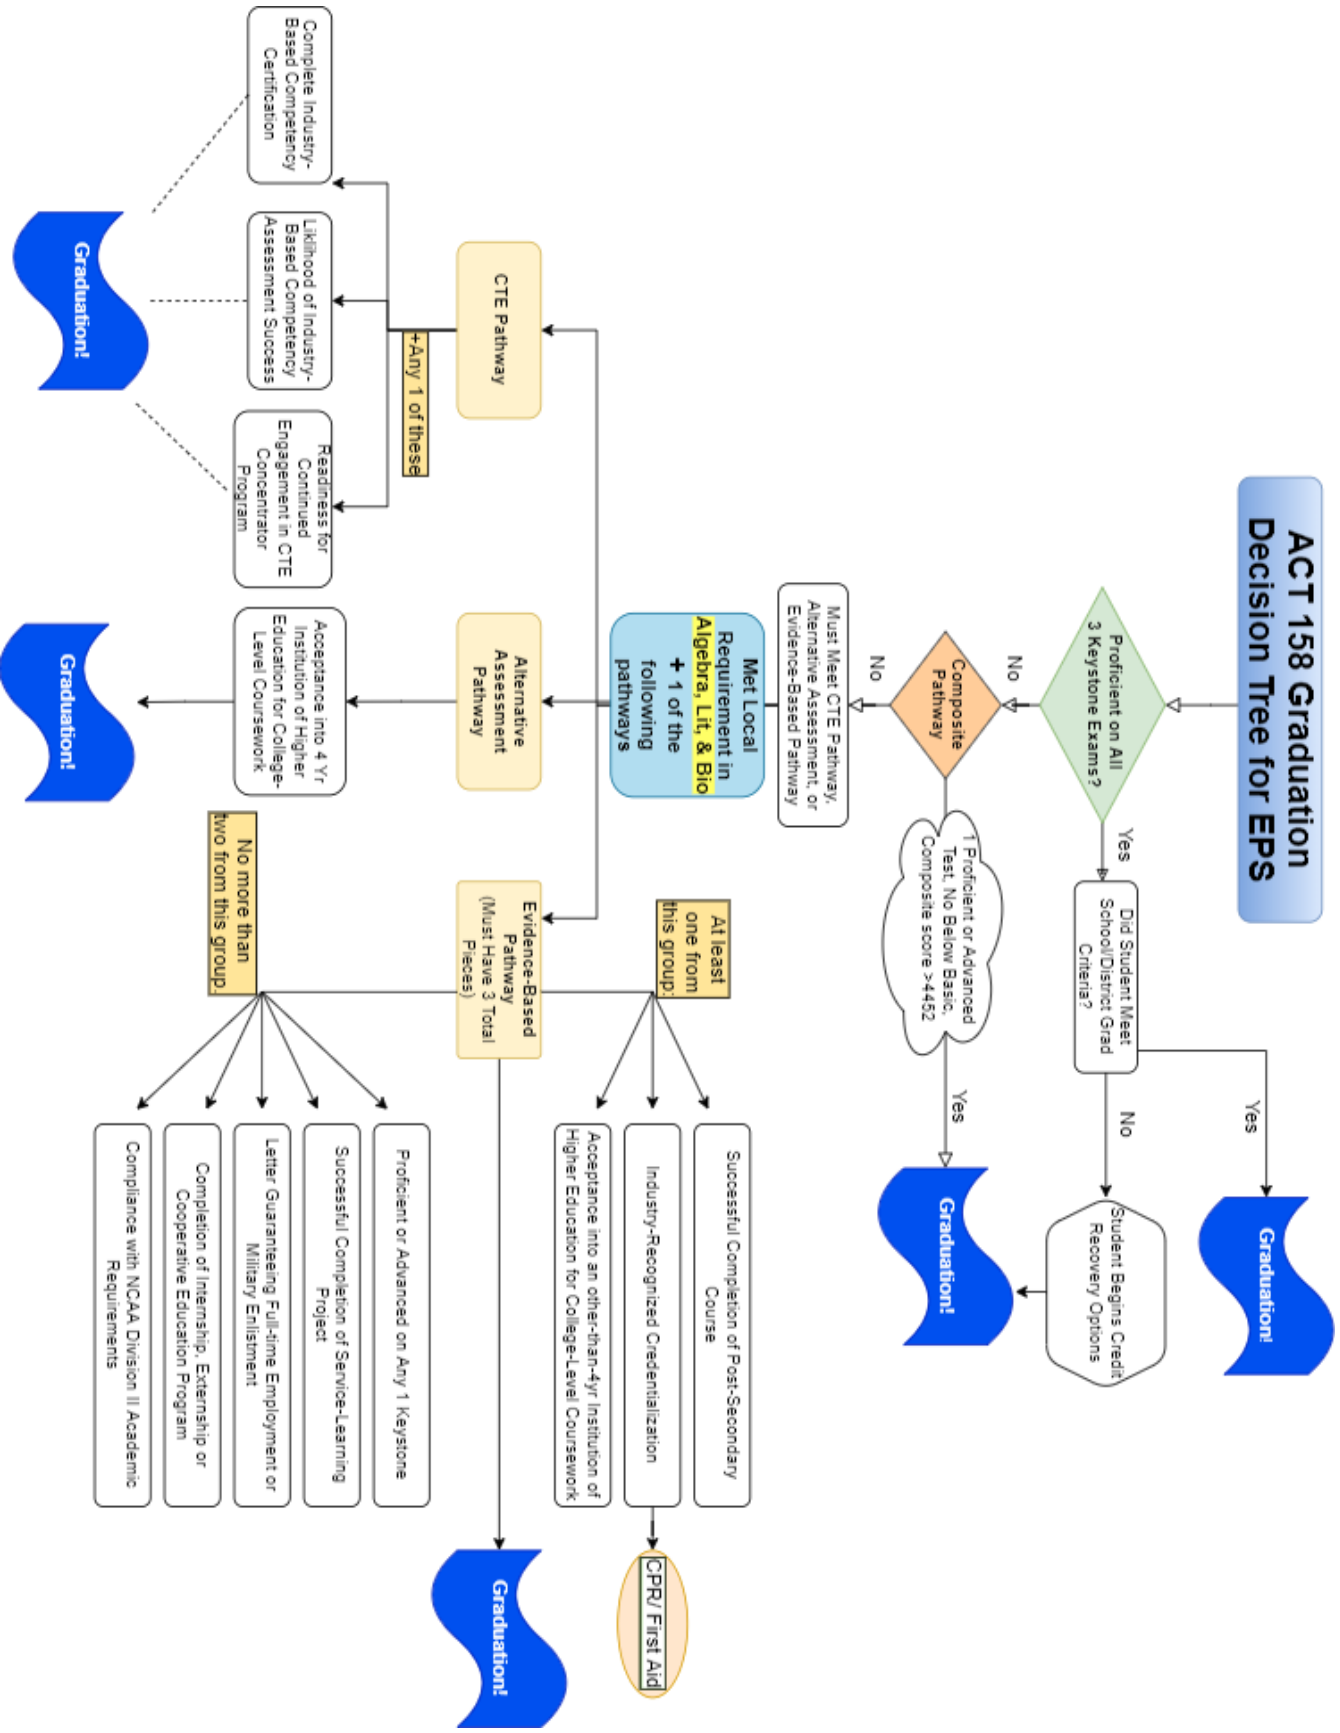 ACT 158 Graduation
Decision Tree for EPS
Proficient on All
3 Keystone Exams?
Yes
Did Student Meet
School/District Grad
Criteria?
Yes
Graduation!
No
Student Begins Credit
Recovery Options
No
Composite
Pathway
1 Proficient or Advanced
Test, No Below Basic,
Composite score >4452
Yes
Graduation!
No
Must Meet CTE Pathway,
Alternative Assessment, or
Evidence-Based Pathway
Met Local
Requirement in
Algebra, Lit, & Bio
+ 1 of the
following
pathways
CTE Pathway
+Any 1 of these
Complete Industry-
Based Competency
Certification
Liklihood of Industry-
Based Competency
Assessment Success
Readiness for
Continued
Engagement in CTE
Concentrator
Program
Graduation!
Alternative
Assessment
Pathway
Acceptance into 4 Yr
Institution of Higher
Education for College-
Level Coursework
Graduation!
Evidence-Based
Pathway
(Must Have 3 Total
Pieces)
At least
one from
this group:
Successful Completion of Post-Secondary
Course
Industry-Recognized Credentialization
CPR/ First Aid
Acceptance into an other-than-4yr Institution of
Higher Education for College-Level Coursework
No more than
two from this group.
Proficient or Advanced on Any 1 Keystone
Successful Completion of Service-Learning
Project
Letter Guaranteeing Full-time Employment or
Military Enlistment
Completion of Internship, Externship or
Cooperative Education Program
Compliance with NCAA Division II Academic
Requirements
Graduation!